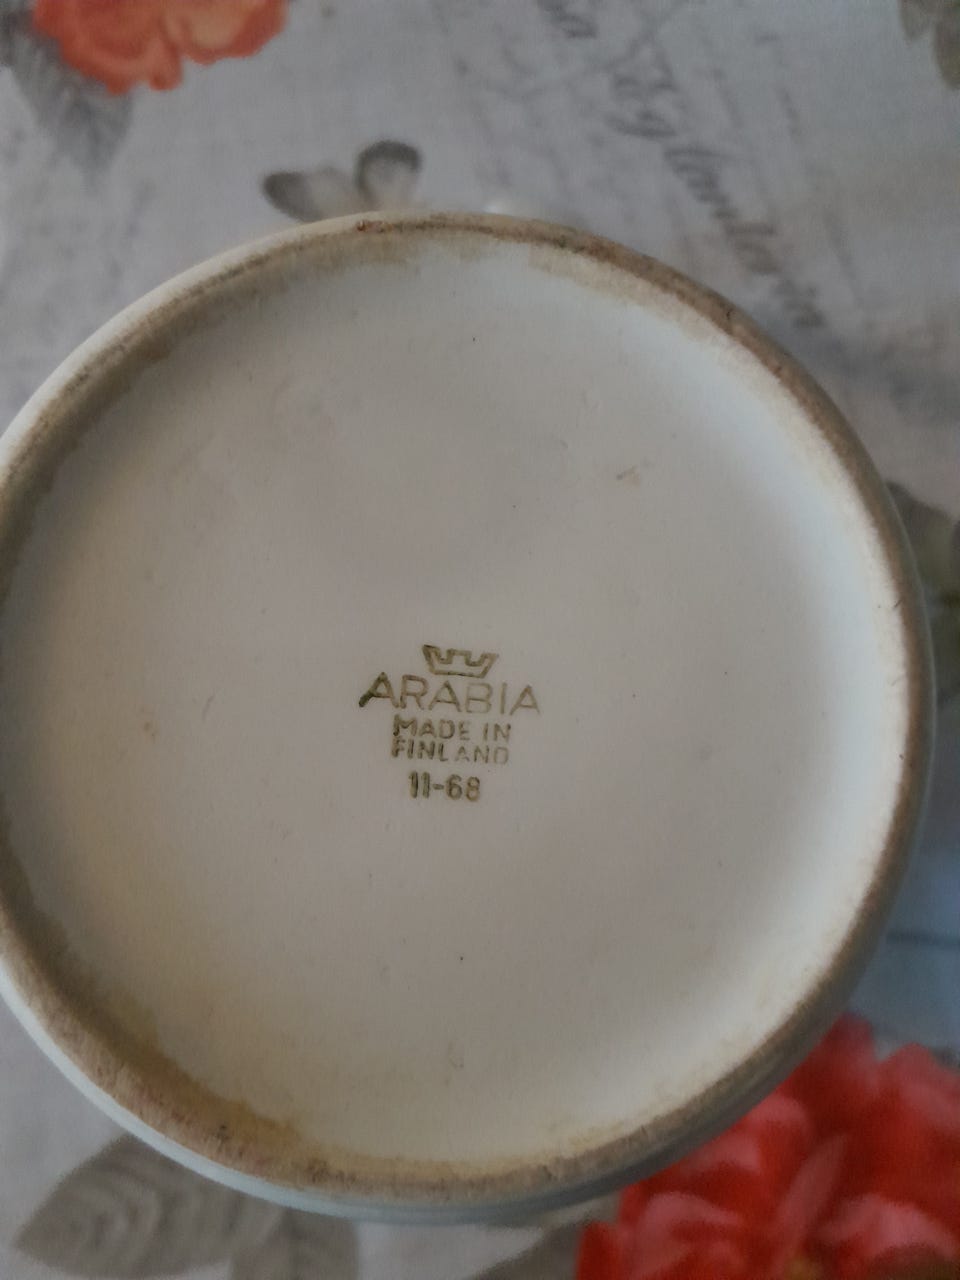 ARABIA
MADE IN
FINLAND
11-68